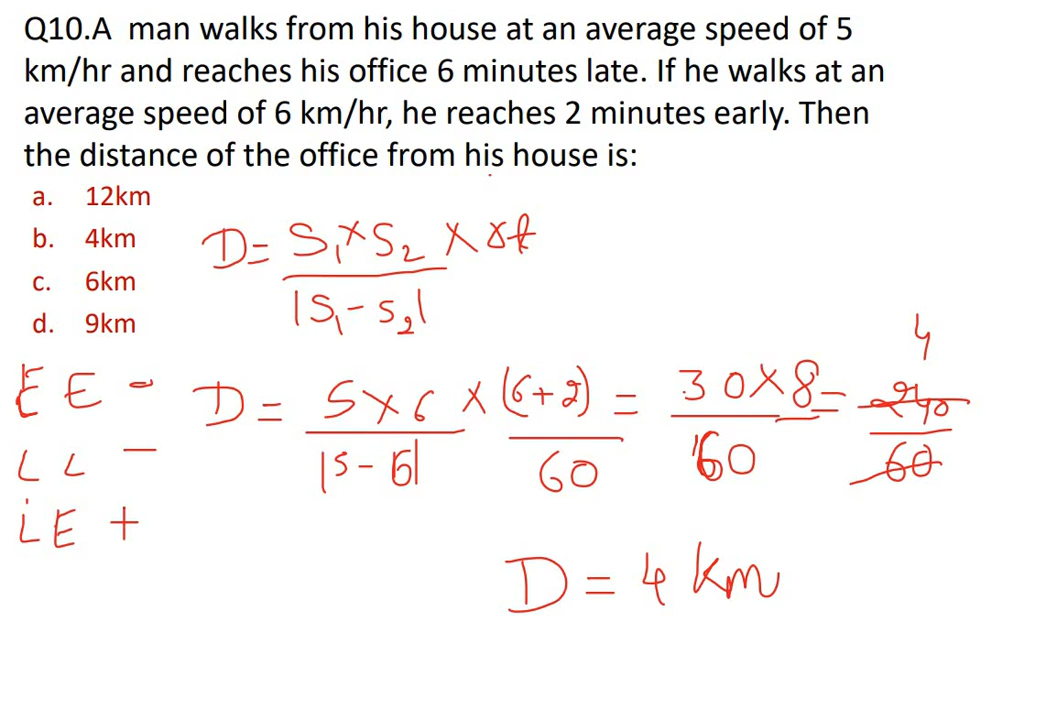 Q10.A man walks from his house at an average speed of 5
km/hr and reaches his office 6 minutes late. If he walks at an
average speed of 6 km/hr, he reaches 2 minutes early. Then
the distance of the office from his house is:
a. 12km
b. 4km
c. 6km
d. 9km
D = S₁ × S₂ × δt
|S₁ - S₂|
4
E E - D = 5 × 6 × (6+2) = 30 × 8 = 240
L L - |5 - 6| 60 60 60
L E +
D = 4 km